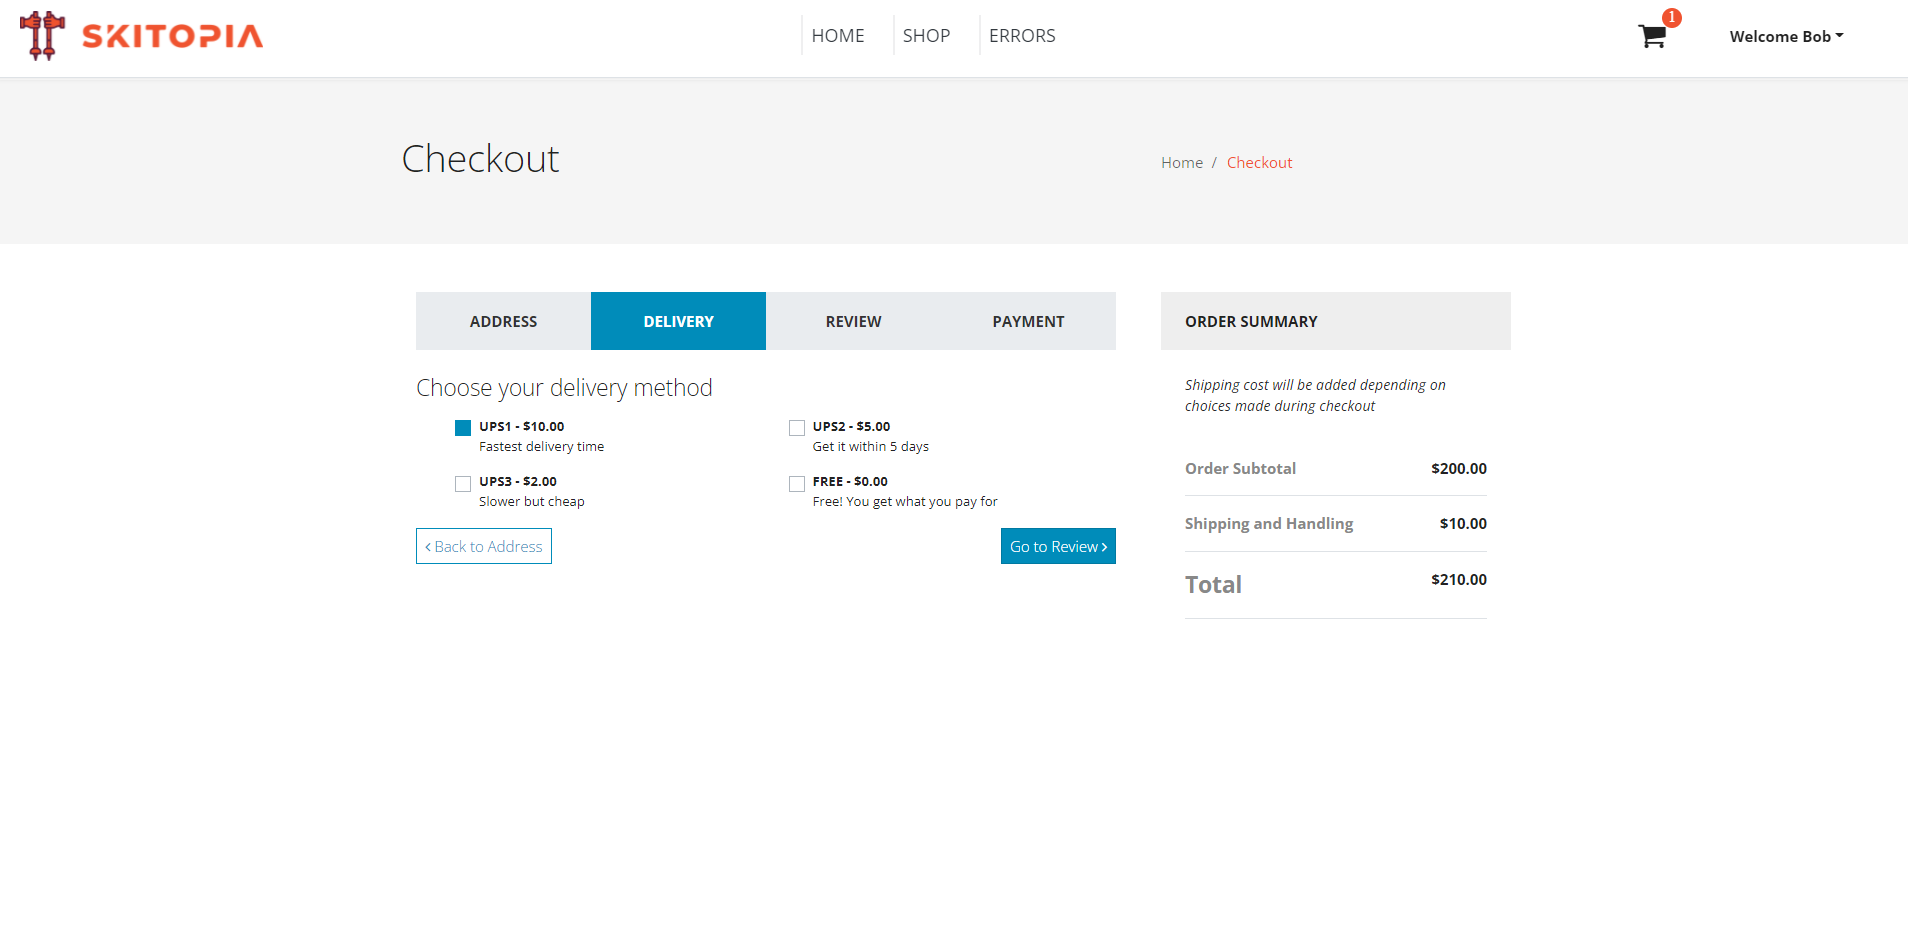 SKITOPIA
HOME
SHOP
ERRORS
1
Welcome Bob
Checkout
Home / Checkout
ADDRESS
DELIVERY
REVIEW
PAYMENT
Choose your delivery method
UPS1 - $10.00
Fastest delivery time
UPS2 - $5.00
Get it within 5 days
UPS3 - $2.00
Slower but cheap
FREE - $0.00
Free! You get what you pay for
Back to Address
Go to Review
ORDER SUMMARY
Shipping cost will be added depending on
choices made during checkout
Order Subtotal $200.00
Shipping and Handling $10.00
Total $210.00